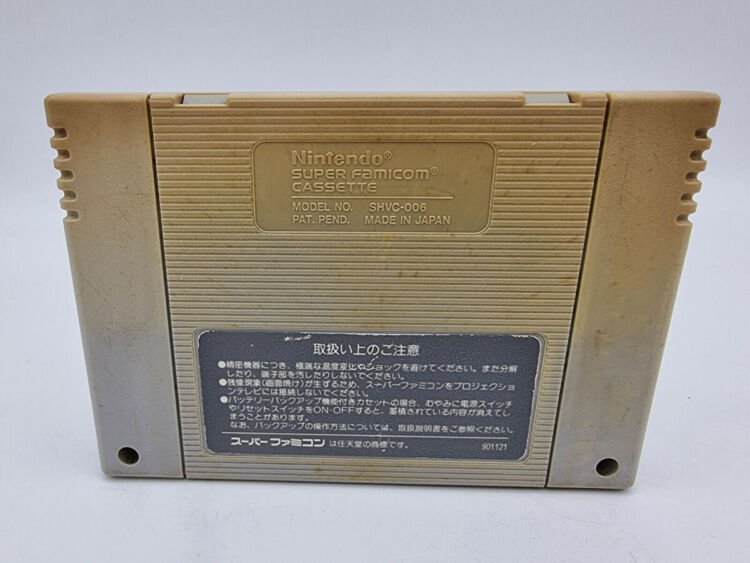 Nintendo®
SUPER FAMICOM®
CASSETTE
MODEL NO. SHVC-006
PAT. PEND. MADE IN JAPAN
取扱い上のご注意
●精密機器につき、極端な温度変化やショックを避けてください。また分解
したり、端子部を汚したりしないでください。
●残像現象(画面焼け)が生ずるため、スーパーファミコンをプロジェクショ
ンテレビには接続しないでください。
●バッテリーバックアップ機能付きカセットの場合、むやみに電源スイッチ
やリセットスイッチをON・OFFすると、蓄積されている内容が消えてし
まうことがあります。
なお、バックアップの操作方法については、取扱説明書をご参照ください。
スーパーファミコン は任天堂の商標です。 901121